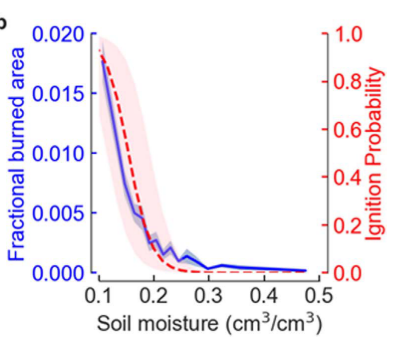 b
0.020
0.015
0.010
0.005
0.000
Fractional burned area
1.0
0.8
0.6
0.4
0.2
0.0
Ignition Probability
0.1 0.2 0.3 0.4 0.5
Soil moisture (cm³/cm³)